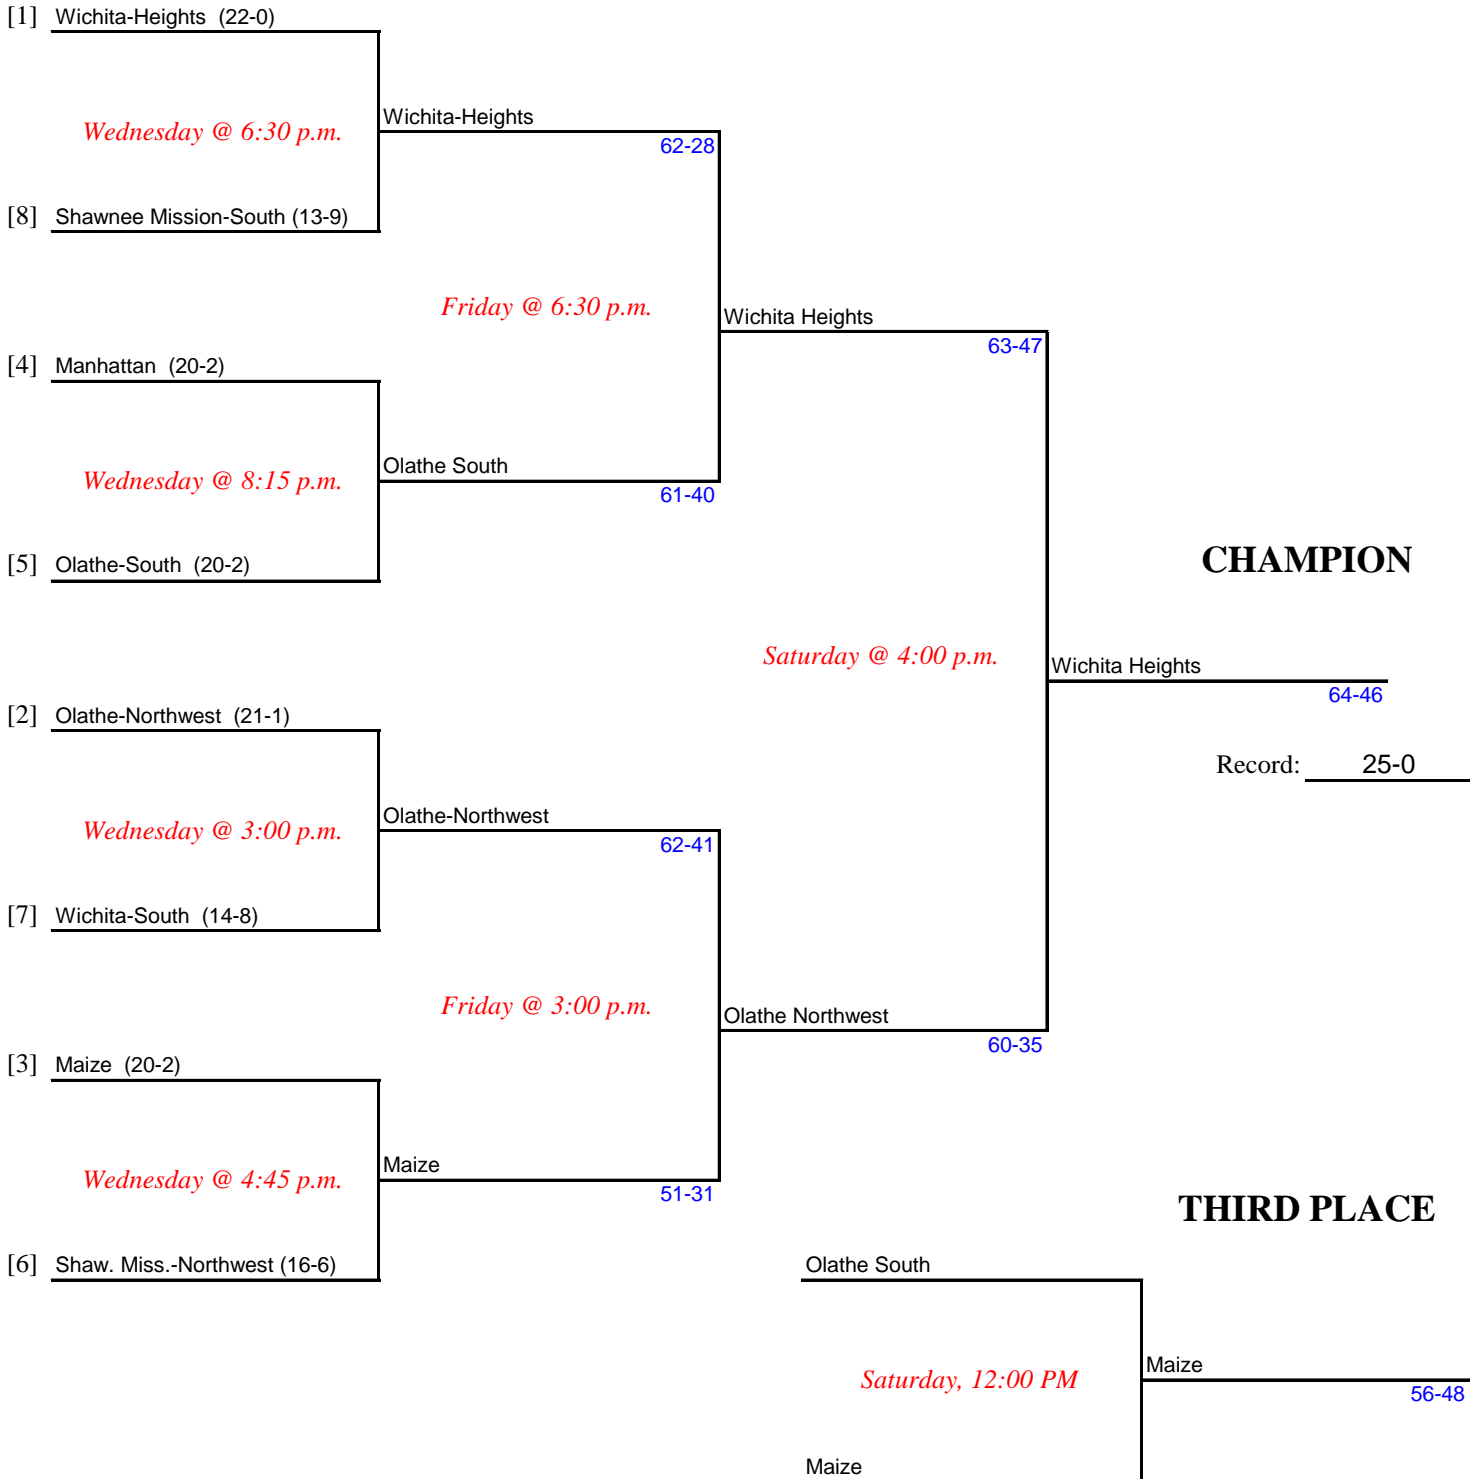 [1] Wichita-Heights (22-0)
Wichita-Heights
Wednesday @ 6:30 p.m.
62-28
[8] Shawnee Mission-South (13-9)
Friday @ 6:30 p.m.
Wichita Heights
63-47
[4] Manhattan (20-2)
Olathe South
Wednesday @ 8:15 p.m.
61-40
[5] Olathe-South (20-2)
CHAMPION
Saturday @ 4:00 p.m.
Wichita Heights
64-46
[2] Olathe-Northwest (21-1)
Record: 25-0
Olathe-Northwest
Wednesday @ 3:00 p.m.
62-41
[7] Wichita-South (14-8)
Friday @ 3:00 p.m.
Olathe Northwest
60-35
[3] Maize (20-2)
Maize
Wednesday @ 4:45 p.m.
51-31
THIRD PLACE
[6] Shaw. Miss.-Northwest (16-6)
Olathe South
Maize
Saturday, 12:00 PM
56-48
Maize